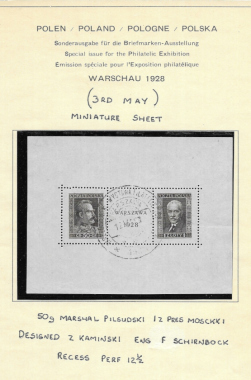 POLEN / POLAND / POLOGNE / POLSKA
Sonderausgabe für die Briefmarken-Ausstellung
Special issue for the Philatelic Exhibition
Emission spéciale pour l'Exposition philatélique
WARSCHAU 1928
(3RD MAY)
MINIATURE SHEET
WARSZAWA
1928
50g MARSHAL PILSUDSKI 1Z PRES MOSCKKI
DESIGNED Z KAMINSKI ENG F SCHIRNBOCK
RECESS PERF 12½